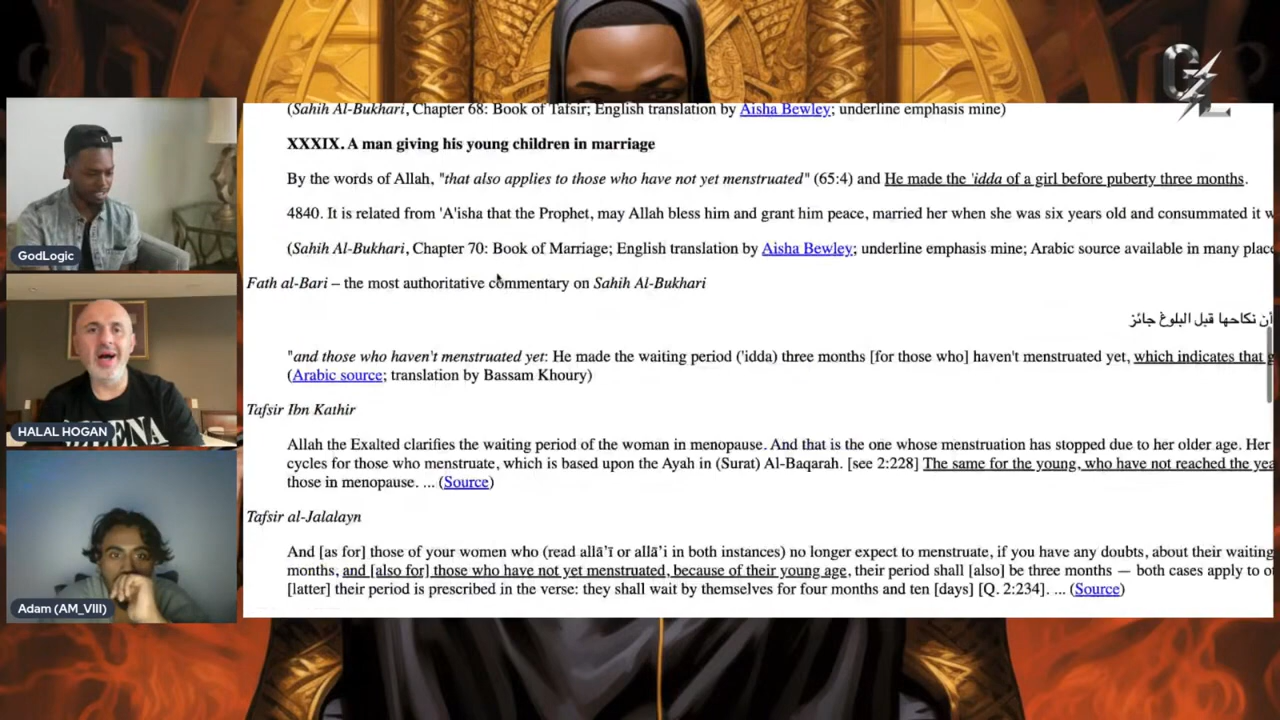 (Sahih Al-Bukhari, Chapter 68: Book of Tafsir; English translation by Aisha Bewley; underline emphasis mine)
XXXIX. A man giving his young children in marriage
By the words of Allah, "that also applies to those who have not yet menstruated" (65:4) and He made the 'idda of a girl before puberty three months.
4840. It is related from 'A'isha that the Prophet, may Allah bless him and grant him peace, married her when she was six years old and consummated it w
(Sahih Al-Bukhari, Chapter 70: Book of Marriage; English translation by Aisha Bewley; underline emphasis mine; Arabic source available in many place
Fath al-Bari – the most authoritative commentary on Sahih Al-Bukhari
أن نكاحها قبل البلوغ جائز
"and those who haven't menstruated yet: He made the waiting period ('idda) three months [for those who] haven't menstruated yet, which indicates that
(Arabic source; translation by Bassam Khoury)
Tafsir Ibn Kathir
Allah the Exalted clarifies the waiting period of the woman in menopause. And that is the one whose menstruation has stopped due to her older age. Her
cycles for those who menstruate, which is based upon the Ayah in (Surat) Al-Baqarah. [see 2:228] The same for the young, who have not reached the yea
those in menopause. ... (Source)
Tafsir al-Jalalayn
And [as for] those of your women who (read allā'ī or allā'i in both instances) no longer expect to menstruate, if you have any doubts, about their waiting
months, and [also for] those who have not yet menstruated, because of their young age, their period shall [also] be three months — both cases apply to o
[latter] their period is prescribed in the verse: they shall wait by themselves for four months and ten [days] [Q. 2:234]. ... (Source)
GodLogic
HALAL HOGAN
Adam (AM_VIII)